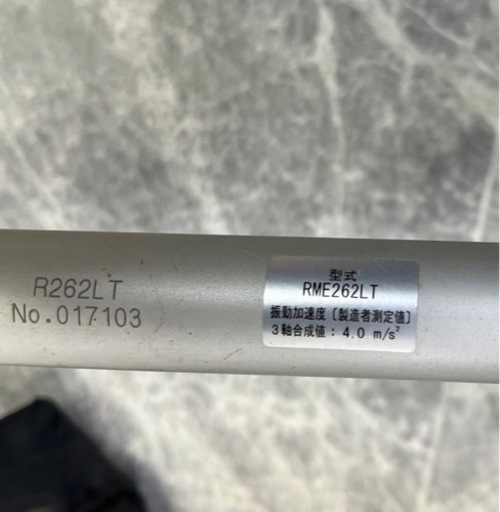 R262LT
No.017103
型式
RME262LT
振動加速度〔製造者測定値〕
3軸合成値：4.0 m/s²